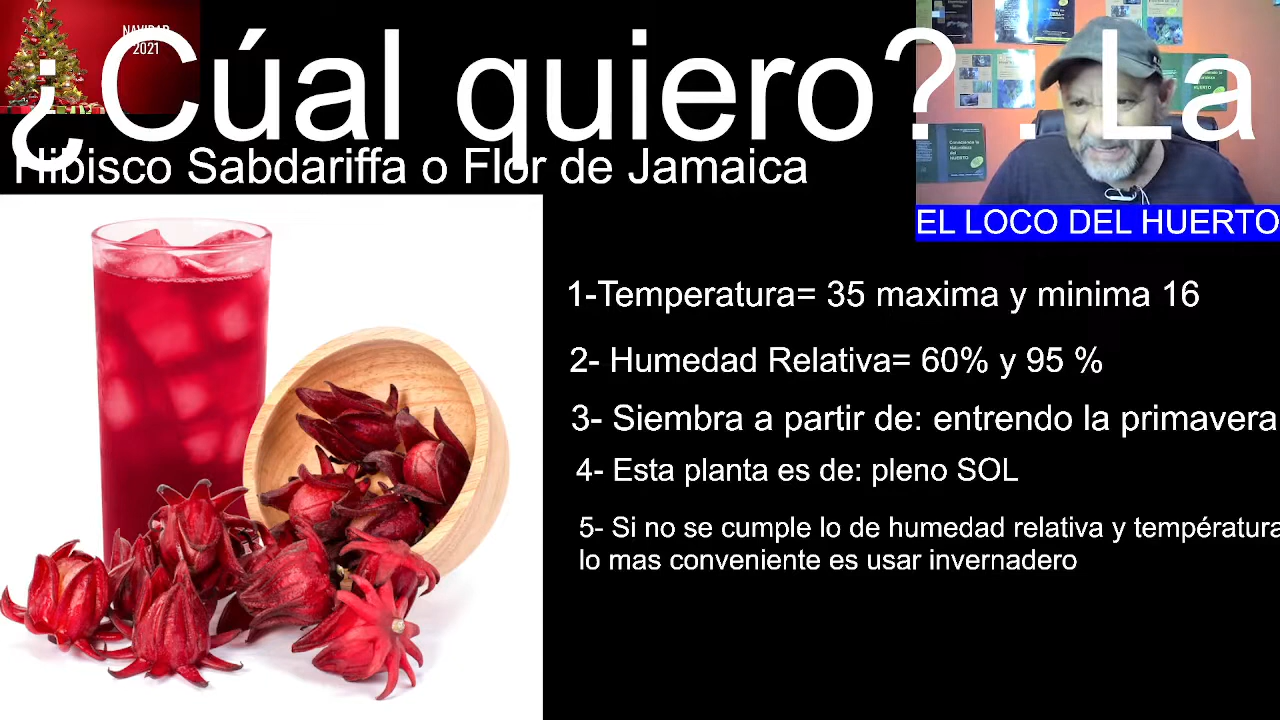 NAVIDAD
2021
¿Cúal quiero? . La
Hibisco Sabdariffa o Flor de Jamaica
EL LOCO DEL HUERTO
1-Temperatura= 35 maxima y minima 16
2- Humedad Relativa= 60% y 95 %
3- Siembra a partir de: entrendo la primavera
4- Esta planta es de: pleno SOL
5- Si no se cumple lo de humedad relativa y températura
lo mas conveniente es usar invernadero